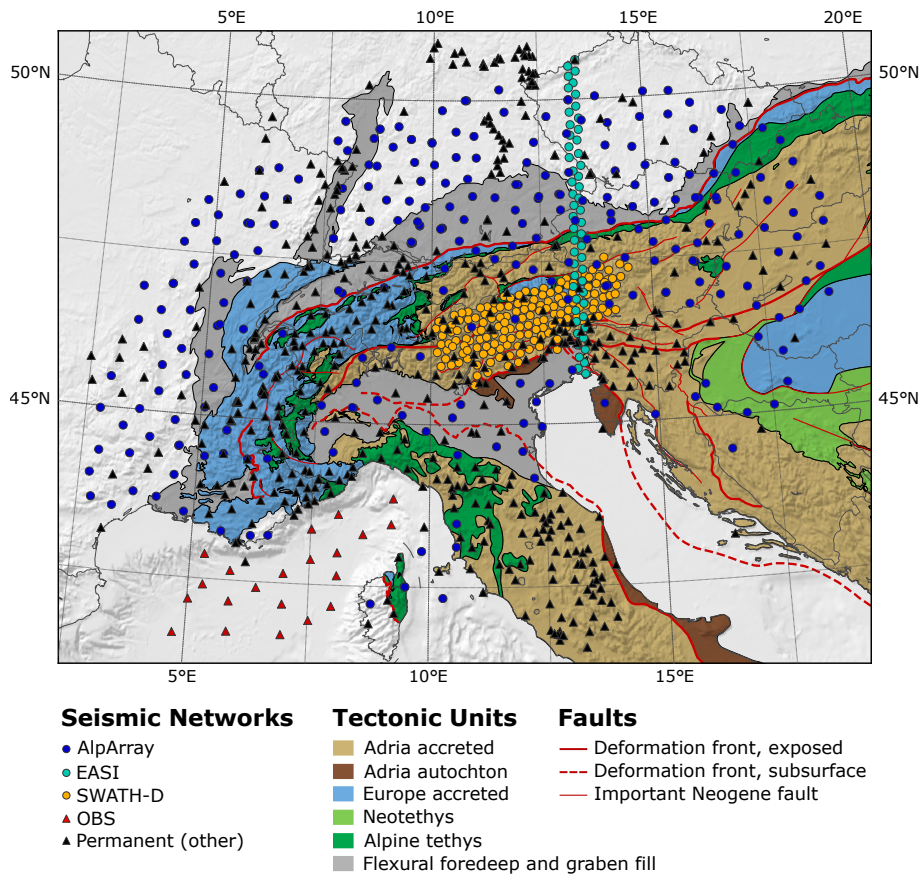 5°E 10°E 15°E 20°E
50°N 50°N
45°N 45°N
5°E 10°E 15°E
Seismic Networks
AlpArray
EASI
SWATH-D
OBS
Permanent (other)
Tectonic Units
Adria accreted
Adria autochton
Europe accreted
Neotethys
Alpine tethys
Flexural foredeep and graben fill
Faults
Deformation front, exposed
Deformation front, subsurface
Important Neogene fault